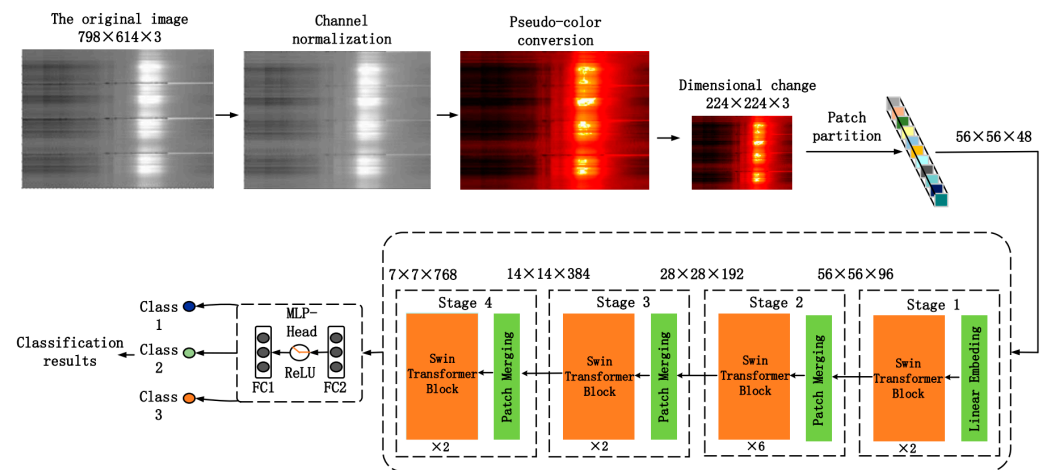 The original image
798×614×3
Channel
normalization
Pseudo-color
conversion
Dimensional change
224×224×3
Patch
partition
56×56×48
7×7×768
14×14×384
28×28×192
56×56×96
Stage 4
Stage 3
Stage 2
Stage 1
Swin
Transformer
Block
Patch Merging
×2
Swin
Transformer
Block
Patch Merging
×2
Swin
Transformer
Block
Patch Merging
×6
Swin
Transformer
Block
Linear Embeding
×2
MLP-
Head
ReLU
FC1
FC2
Class
1
Class
2
Class
3
Classification
results